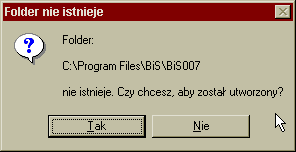 Folder nie istnieje
Folder:
C:\Program Files\BiS\BiS007
nie istnieje. Czy chcesz, aby został utworzony?
Tak
Nie